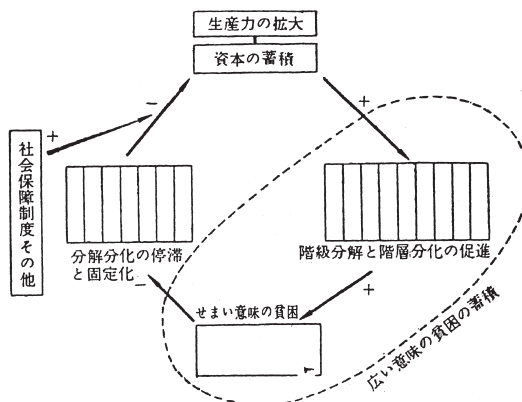 生産力の拡大
資本の蓄積
−
+
+
社会保障制度その他
分解分化の停滞
と固定化
−
階級分解と階層分化の促進
+
せまい意味の貧困
広い意味の貧困の蓄積